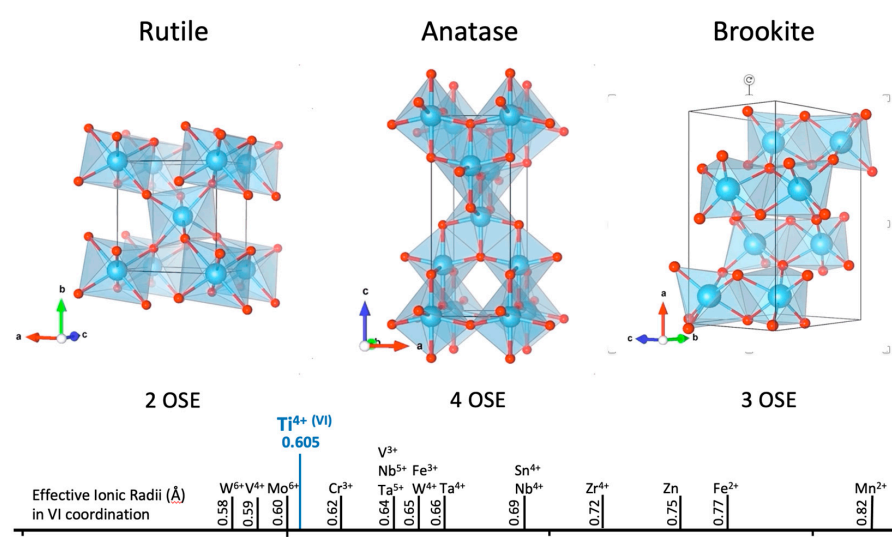 Rutile Anatase Brookite
b
a c
c
b a
a
c b
2 OSE 4 OSE 3 OSE
Ti4+ (VI)
0.605
V3+
Nb5+ Fe3+ Sn4+
W6+ V4+ Mo6+ Cr3+ Ta5+ W4+ Ta4+ Nb4+ Zr4+ Zn Fe2+ Mn2+
Effective Ionic Radii (Å)
in VI coordination
0.58 0.59 0.60 0.62 0.64 0.65 0.66 0.69 0.72 0.75 0.77 0.82